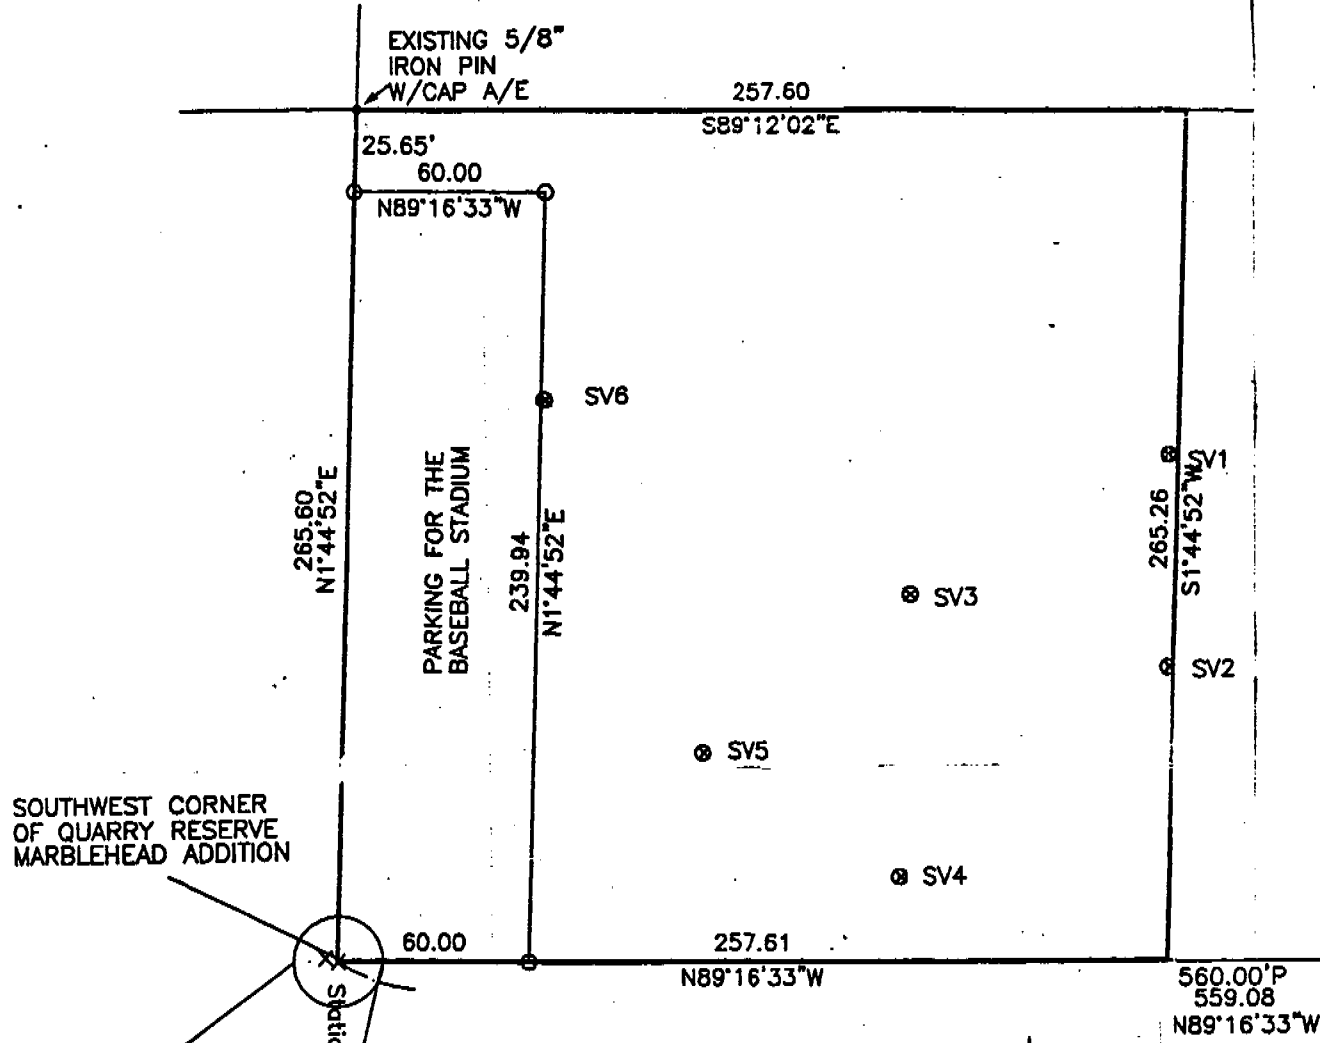 EXISTING 5/8"
IRON PIN
W/CAP A/E
257.60
S89°12'02"E
25.65'
60.00
N89°16'33"W
SV6
SV1
265.60
N1°44'52"E
PARKING FOR THE
BASEBALL STADIUM
239.94
N1°44'52"E
265.26
S1°44'52"W
SV3
SV2
SV5
SOUTHWEST CORNER
OF QUARRY RESERVE
MARBLEHEAD ADDITION
SV4
60.00
257.61
N89°16'33"W
560.00'P
559.08
N89°16'33"W